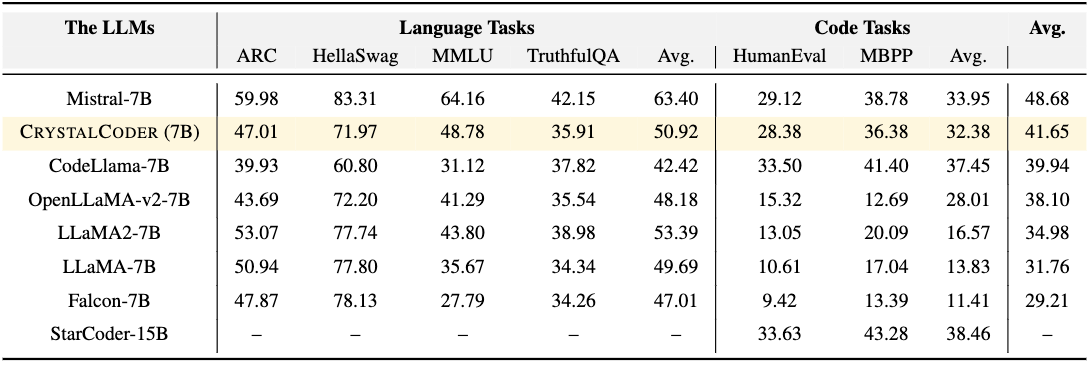 The LLMs Language Tasks Code Tasks Avg.
ARC HellaSwag MMLU TruthfulQA Avg. HumanEval MBPP Avg.
Mistral-7B 59.98 83.31 64.16 42.15 63.40 29.12 38.78 33.95 48.68
CRYSTALCODER (7B) 47.01 71.97 48.78 35.91 50.92 28.38 36.38 32.38 41.65
CodeLlama-7B 39.93 60.80 31.12 37.82 42.42 33.50 41.40 37.45 39.94
OpenLLaMA-v2-7B 43.69 72.20 41.29 35.54 48.18 15.32 12.69 28.01 38.10
LLaMA2-7B 53.07 77.74 43.80 38.98 53.39 13.05 20.09 16.57 34.98
LLaMA-7B 50.94 77.80 35.67 34.34 49.69 10.61 17.04 13.83 31.76
Falcon-7B 47.87 78.13 27.79 34.26 47.01 9.42 13.39 11.41 29.21
StarCoder-15B – – – – – 33.63 43.28 38.46 –